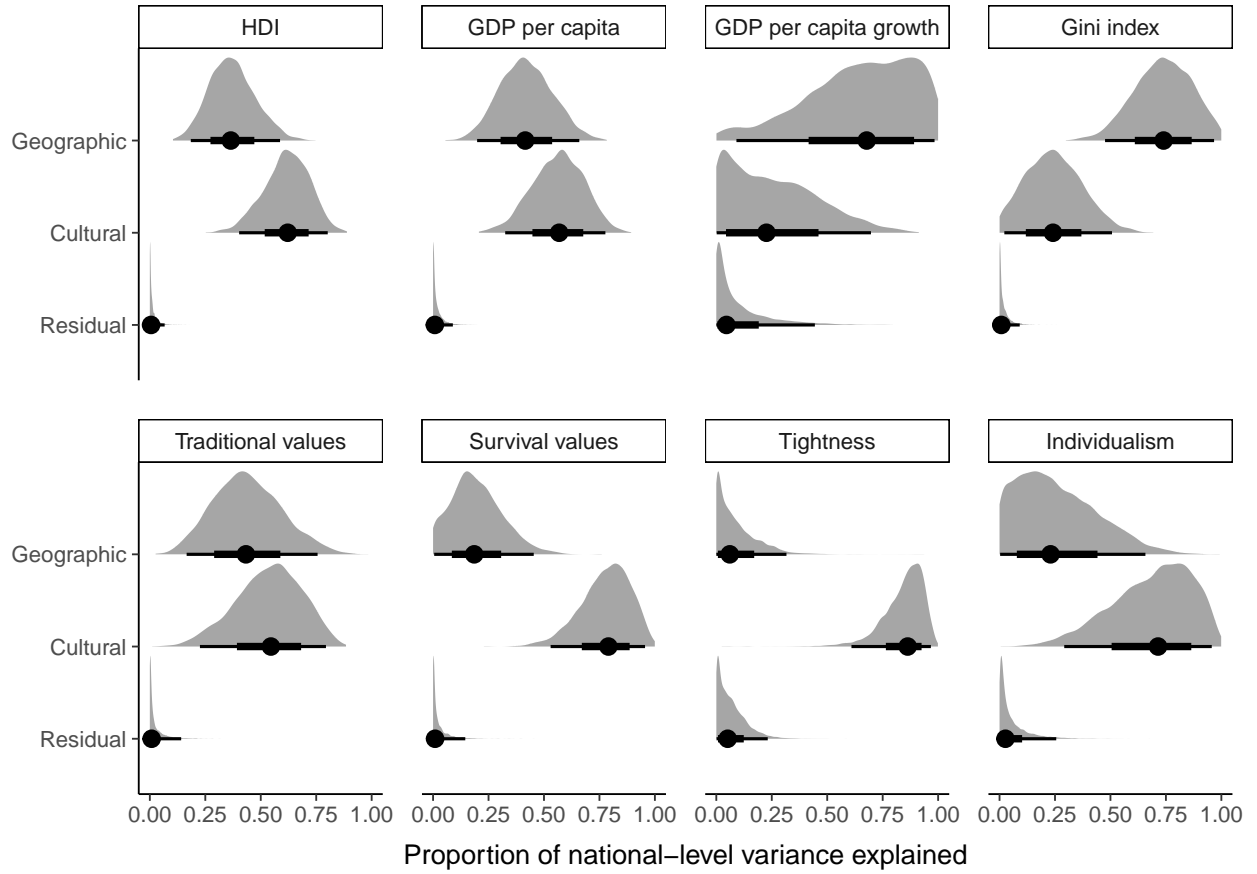 HDI
GDP per capita
GDP per capita growth
Gini index
Geographic
Cultural
Residual
Traditional values
Survival values
Tightness
Individualism
Geographic
Cultural
Residual
0.00 0.25 0.50 0.75 1.00
0.00 0.25 0.50 0.75 1.00
0.00 0.25 0.50 0.75 1.00
0.00 0.25 0.50 0.75 1.00
Proportion of national−level variance explained